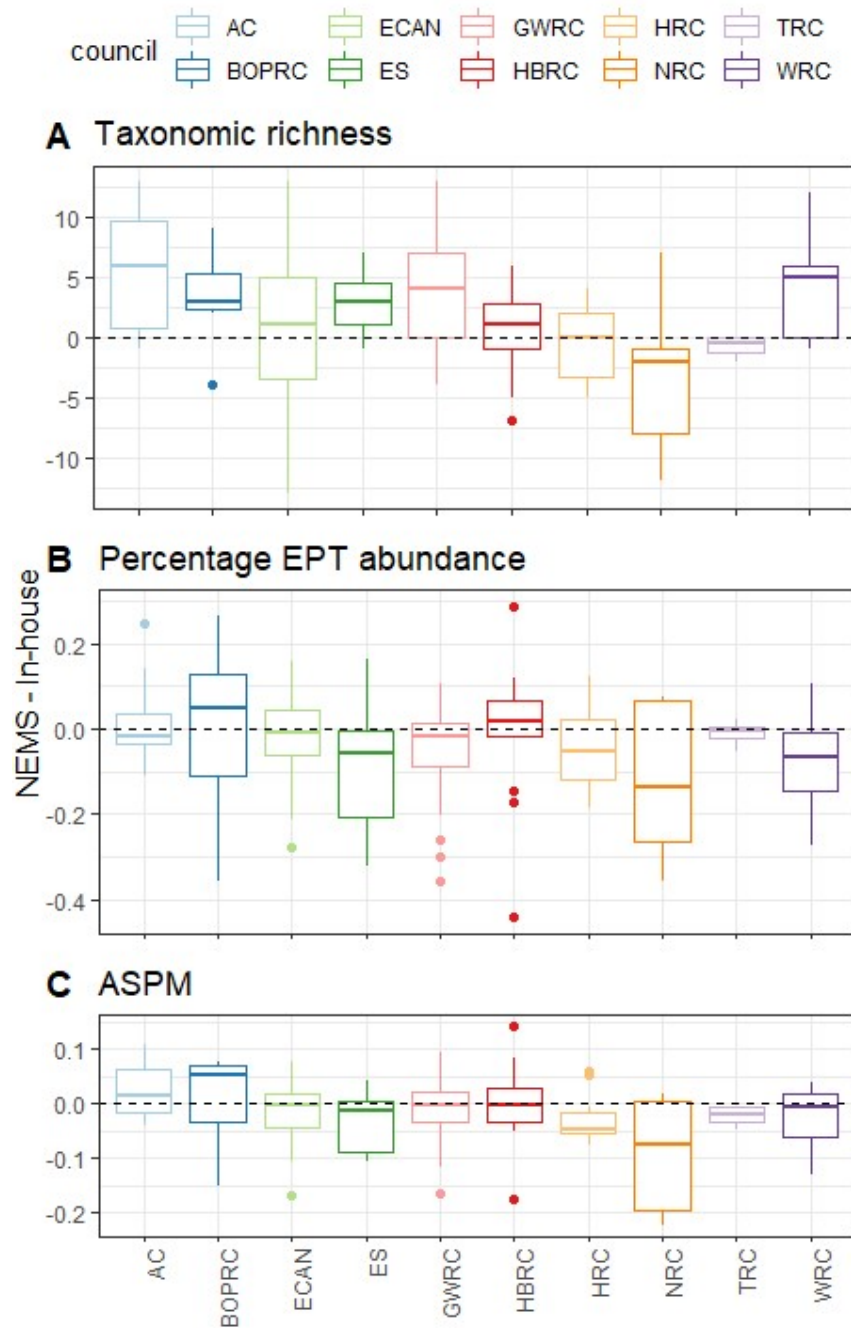 council
AC ECAN GWRC HRC TRC
BOPRC ES HBRC NRC WRC
A Taxonomic richness
10
5
0
-5
-10
B Percentage EPT abundance
NEMS - In-house
0.2
0.0
-0.2
-0.4
C ASPM
0.1
0.0
-0.1
-0.2
AC BOPRC ECAN ES GWRC HBRC HRC NRC TRC WRC